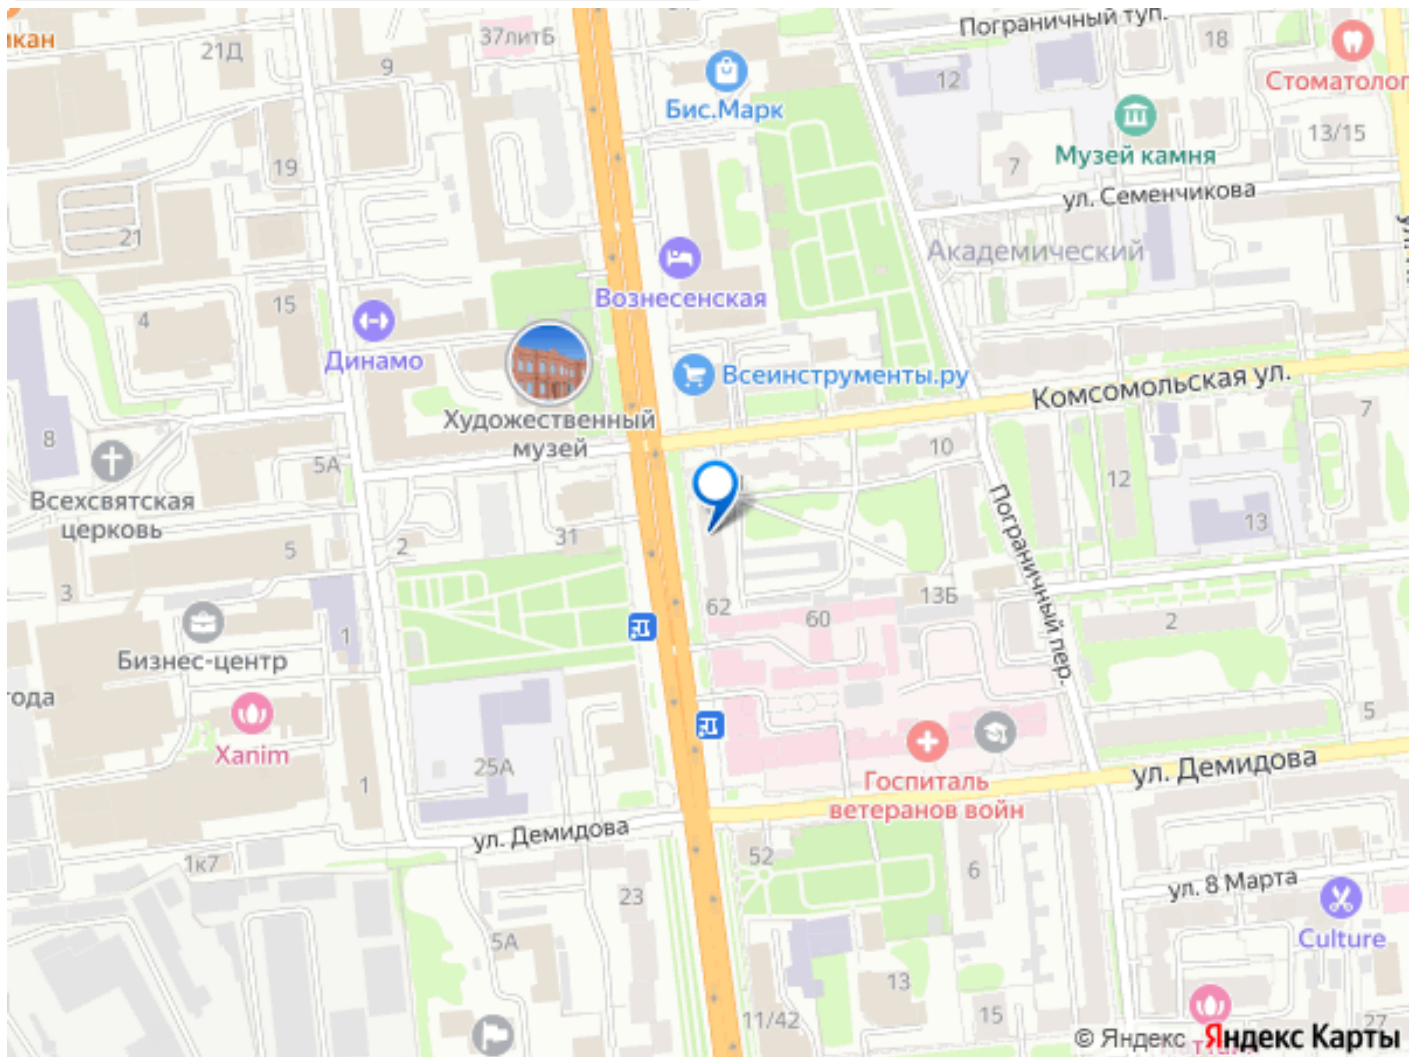 Пограничный туп.
кан
37литБ
21Д
9
18
12
Стоматолог
Бис.Марк
13/15
7
Музей камня
19
ул. Семенчикова
21
Академический
Вознесенская
15
4
Динамо
Всеинструменты.ру
Комсомольская ул.
Художественный
музей
7
8
10
5А
12
Всехсвятская
церковь
Пограничный пер.
13
31
2
5
3
13Б
62
60
2
1
Бизнес-центр
года
5
Xanim
25А
1
Госпиталь
ветеранов войн
ул. Демидова
ул. Демидова
52
1к7
6
ул. 8 Марта
23
5А
Culture
13
15
11/42
27
© Яндекс
Яндекс Карты